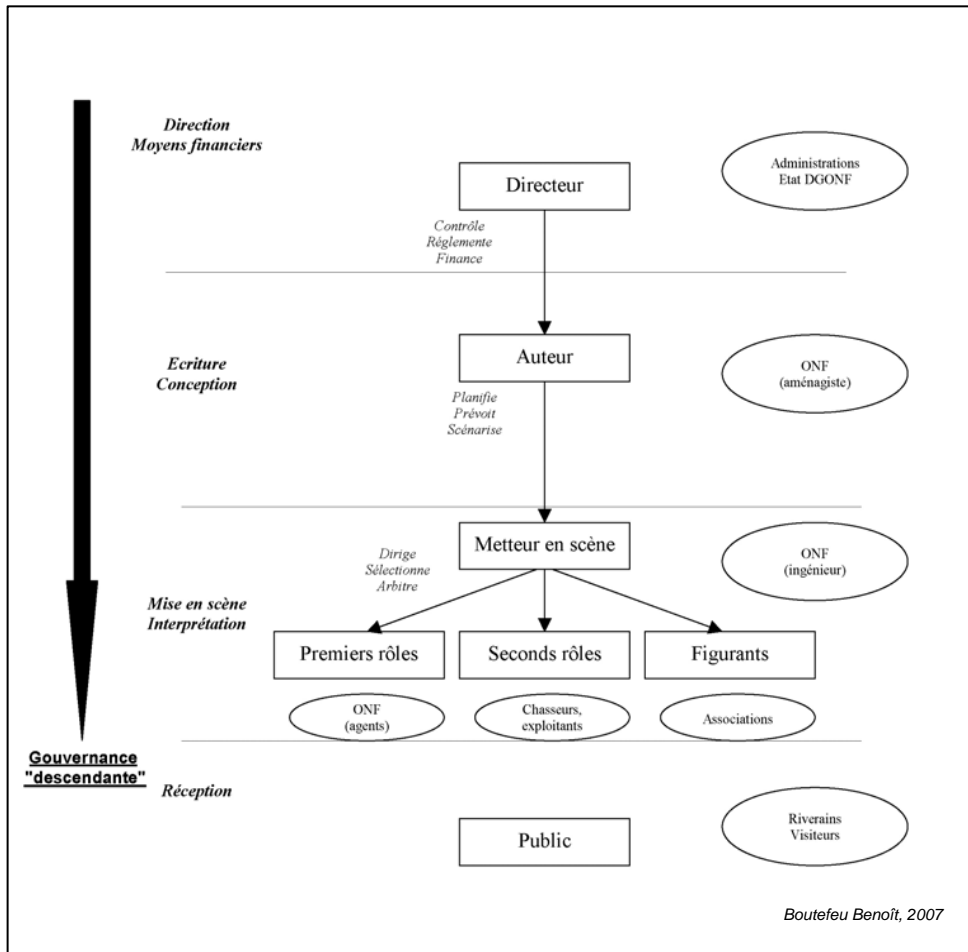 Direction
Moyens financiers
Directeur
Administrations
Etat DGONF
Contrôle
Réglemente
Finance
Ecriture
Conception
Auteur
ONF
(aménagiste)
Planifie
Prévoit
Scénarise
Metteur en scène
ONF
(ingénieur)
Dirige
Sélectionne
Arbitre
Mise en scène
Interprétation
Premiers rôles
Seconds rôles
Figurants
ONF
(agents)
Chasseurs,
exploitants
Associations
Gouvernance
"descendante"
Réception
Public
Riverains
Visiteurs
Boutefeu Benoît, 2007